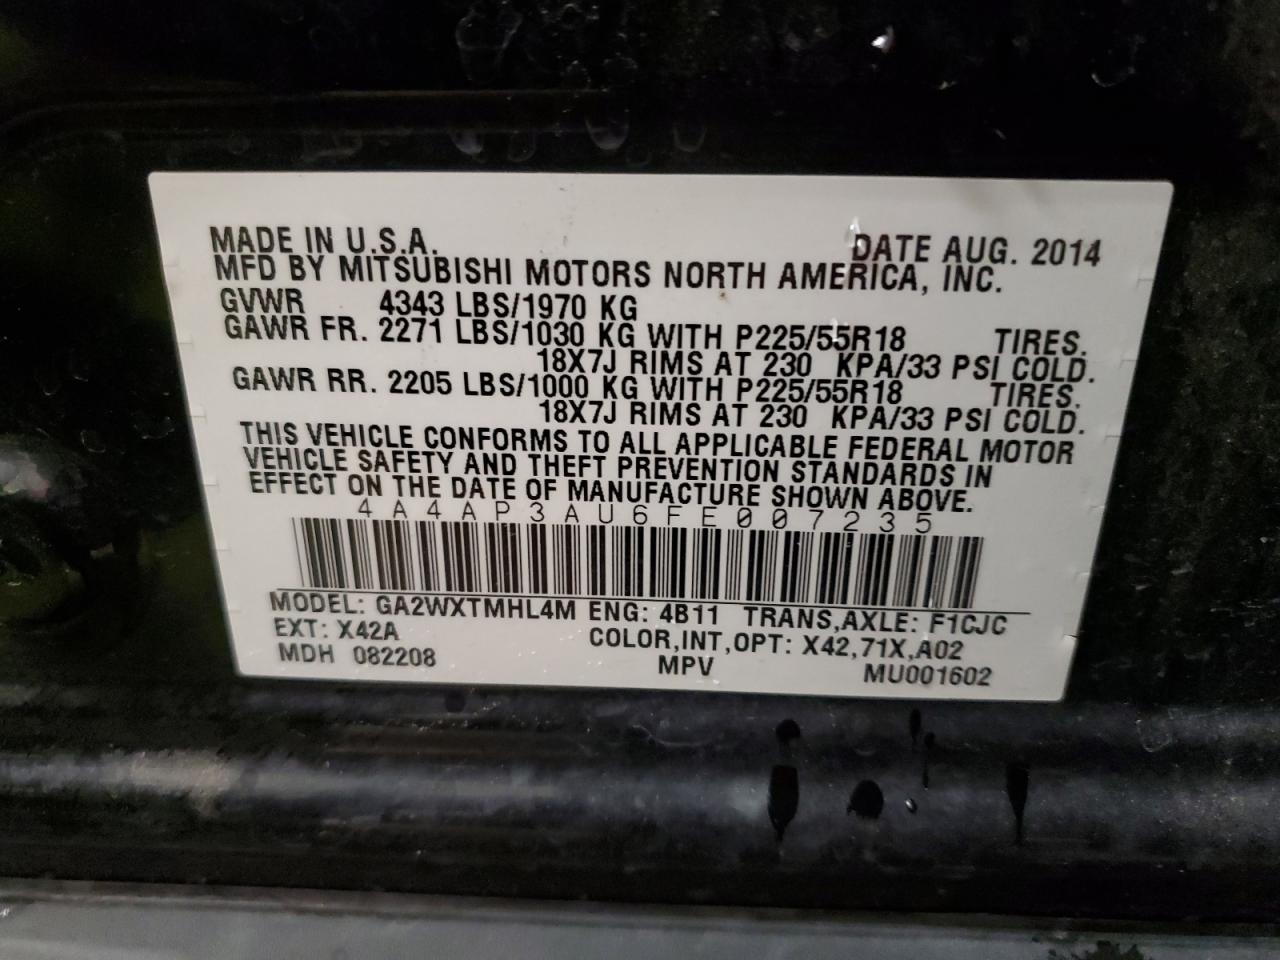 MADE IN U.S.A. DATE AUG. 2014
MFD BY MITSUBISHI MOTORS NORTH AMERICA, INC.
GVWR 4343 LBS/1970 KG
GAWR FR. 2271 LBS/1030 KG WITH P225/55R18 TIRES.
18X7J RIMS AT 230 KPA/33 PSI COLD.
GAWR RR. 2205 LBS/1000 KG WITH P225/55R18 TIRES.
18X7J RIMS AT 230 KPA/33 PSI COLD.
THIS VEHICLE CONFORMS TO ALL APPLICABLE FEDERAL MOTOR
VEHICLE SAFETY AND THEFT PREVENTION STANDARDS IN
EFFECT ON THE DATE OF MANUFACTURE SHOWN ABOVE.
4A4AP3AU6FE007235
MODEL: GA2WXTMHL4M ENG: 4B11 TRANS,AXLE: F1CJC
EXT: X42A COLOR,INT,OPT: X42,71X,A02
MDH 082208 MPV MU001602